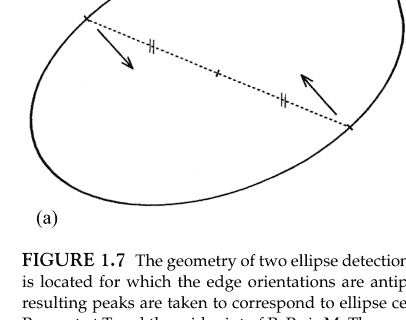 (a)
FIGURE 1.7 The geometry of two ellipse detection
is located for which the edge orientations are antip
resulting peaks are taken to correspond to ellipse ce